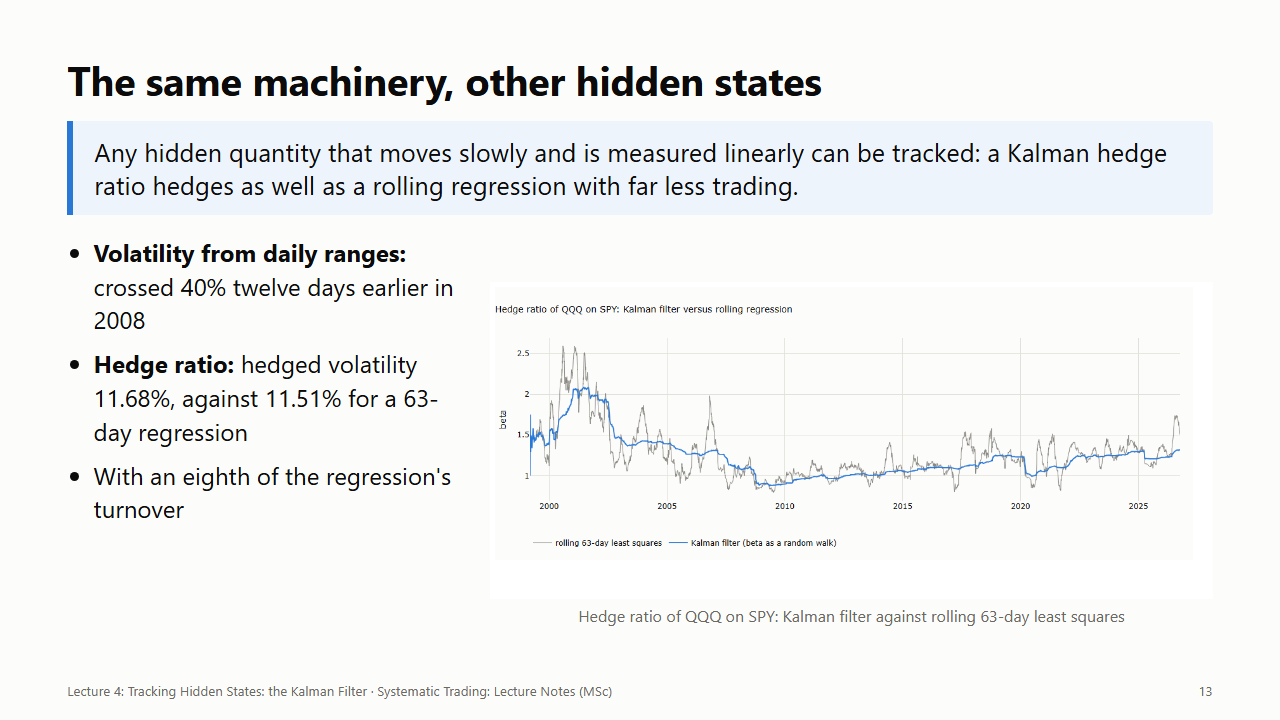 The same machinery, other hidden states
Any hidden quantity that moves slowly and is measured linearly can be tracked: a Kalman hedge
ratio hedges as well as a rolling regression with far less trading.
• Volatility from daily ranges:
crossed 40% twelve days earlier in
2008
• Hedge ratio: hedged volatility
11.68%, against 11.51% for a 63-
day regression
• With an eighth of the regression's
turnover
Hedge ratio of QQQ on SPY: Kalman filter versus rolling regression
beta
2.5
2
1.5
1
2000 2005 2010 2015 2020 2025
rolling 63-day least squares Kalman filter (beta as a random walk)
Hedge ratio of QQQ on SPY: Kalman filter against rolling 63-day least squares
Lecture 4: Tracking Hidden States: the Kalman Filter · Systematic Trading: Lecture Notes (MSc) 13